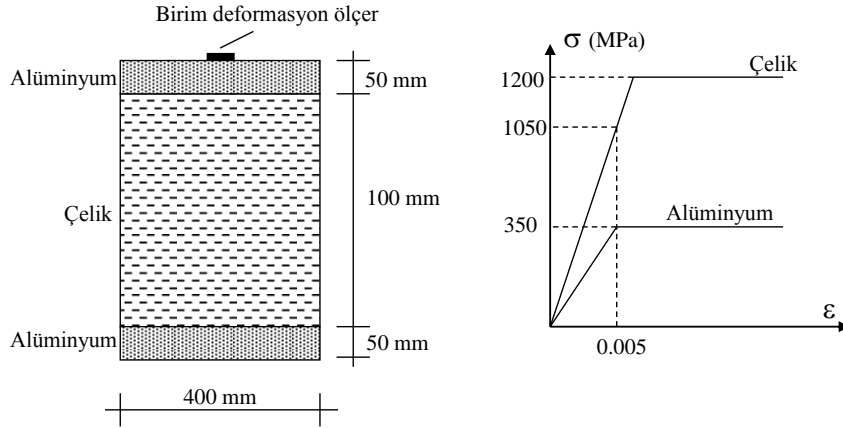 Birim deformasyon ölçer
Alüminyum
50 mm
Çelik
100 mm
Alüminyum
50 mm
400 mm
σ (MPa)
1200
Çelik
1050
350
Alüminyum
ε
0.005